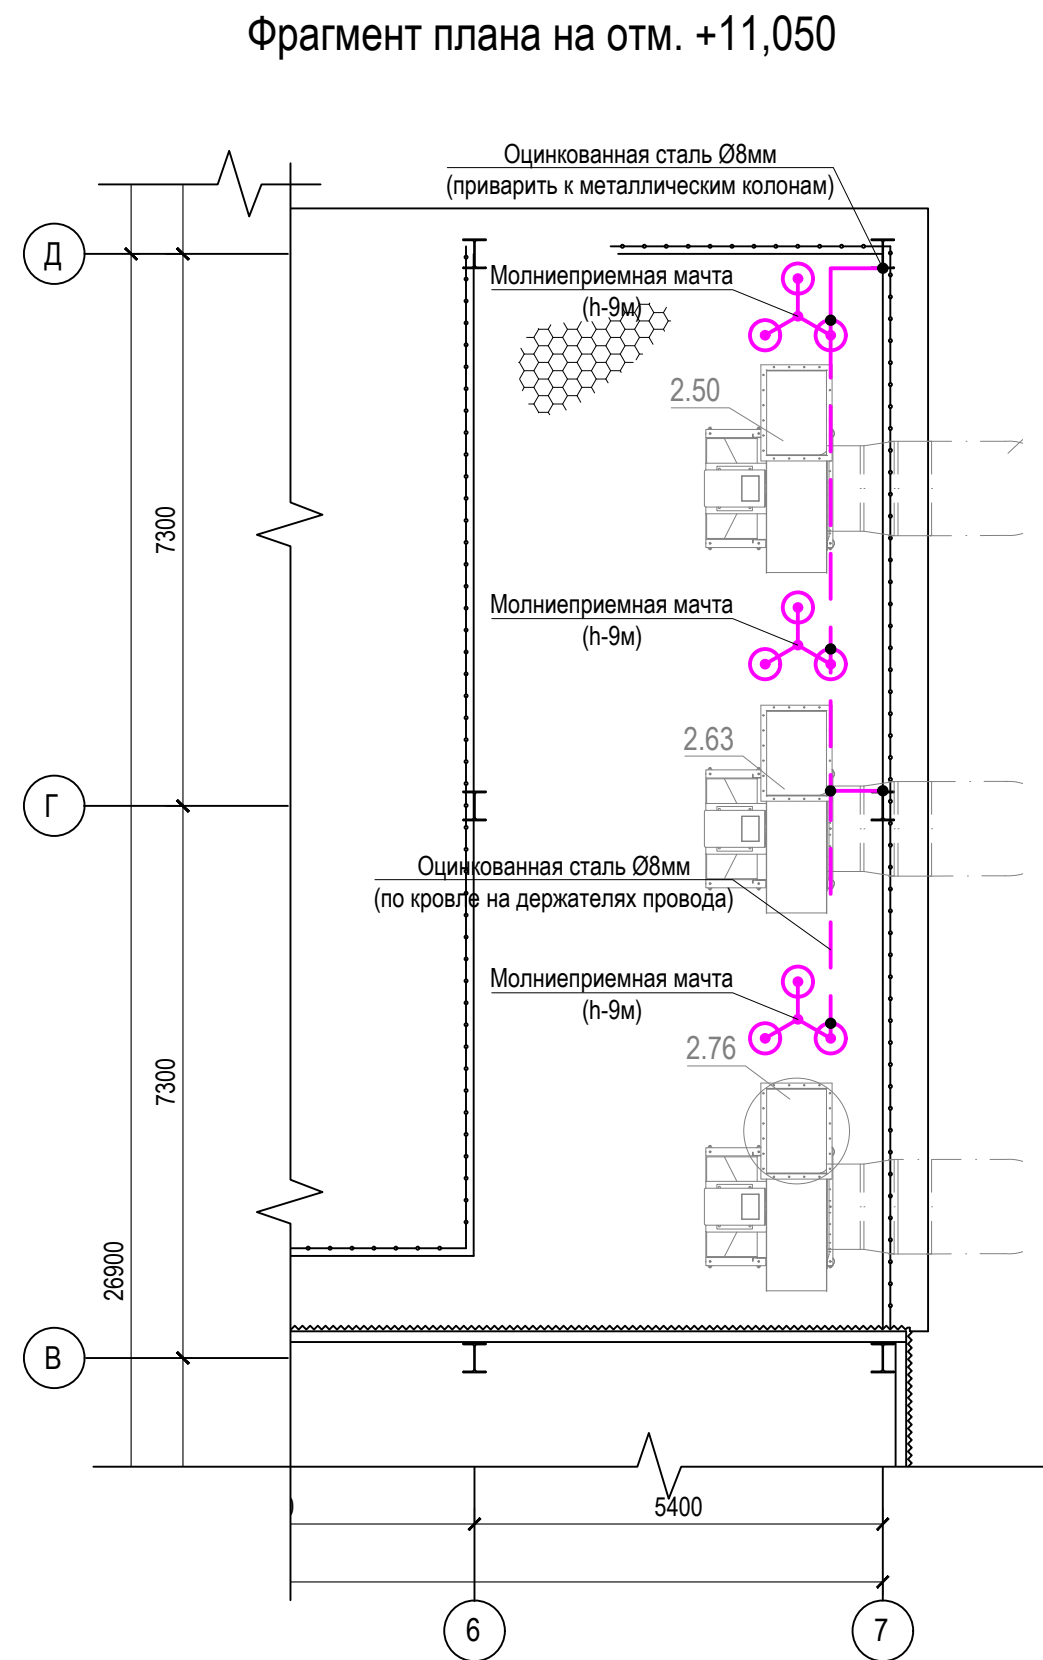 Фрагмент плана на отм. +11,050
Оцинкованная сталь Ø8мм
(приварить к металлическим колонам)
Д
Молниеприемная мачта
(h-9м)
2.50
7300
Молниеприемная мачта
(h-9м)
2.63
Г
Оцинкованная сталь Ø8мм
(по кровле на держателях провода)
Молниеприемная мачта
(h-9м)
2.76
7300
26900
В
5400
6
7